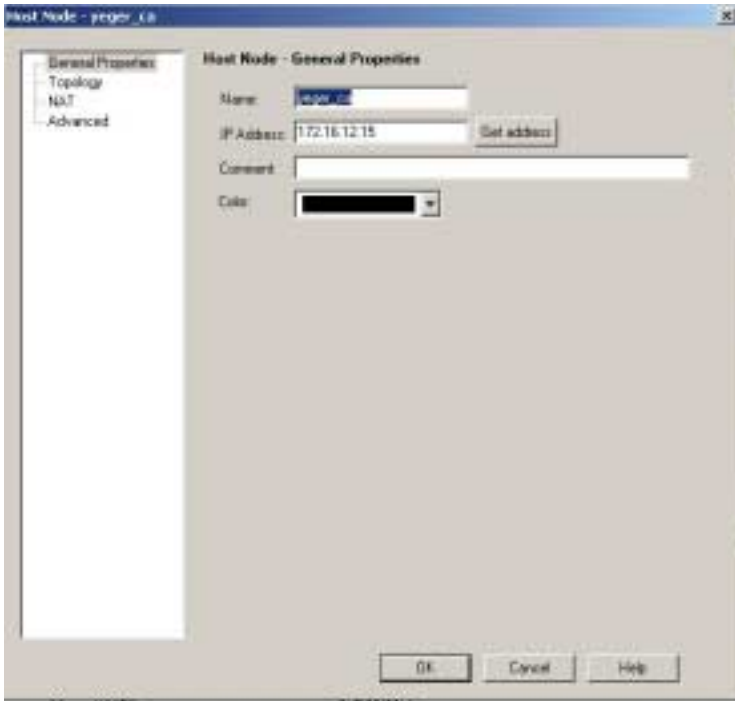 Host Node - yeger_ca
General Properties
Topology
NAT
Advanced
Host Node - General Properties
Name: yeger_ca
IP Address: 172.16.12.15 Get address
Comment:
Color:
OK Cancel Help